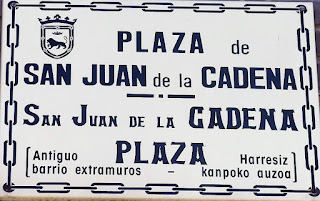 PLAZA de
SAN JUAN de la CADENA
SAN JUAN DE LA CADENA
PLAZA
[Antiguo Harresiz]
[barrio extramuros – kanpoko auzoa]